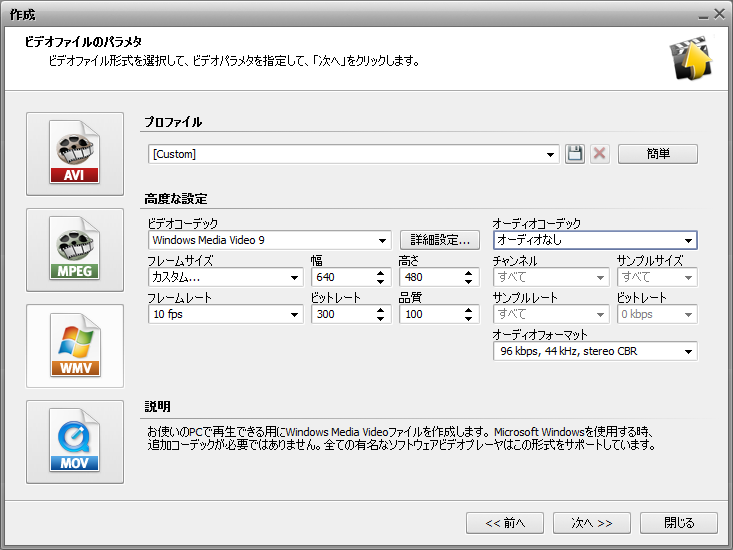 作成
ビデオファイルのパラメタ
ビデオファイル形式を選択して、ビデオパラメタを指定して、「次へ」をクリックします。
AVI
MPEG
WMV
MOV
プロファイル
[Custom]
簡単
高度な設定
ビデオコーデック
Windows Media Video 9
詳細設定...
フレームサイズ
幅
高さ
カスタム...
640
480
フレームレート
ビットレート
品質
10 fps
300
100
オーディオコーデック
オーディオなし
チャンネル
サンプルサイズ
すべて
すべて
サンプルレート
ビットレート
すべて
0 kbps
オーディオフォーマット
96 kbps, 44 kHz, stereo CBR
説明
お使いのPCで再生できる用にWindows Media Videoファイルを作成します。Microsoft Windowsを使用する時、
追加コーデックが必要ではありません。全ての有名なソフトウェアビデオプレーヤはこの形式をサポートしています。
<< 前へ
次へ >>
閉じる